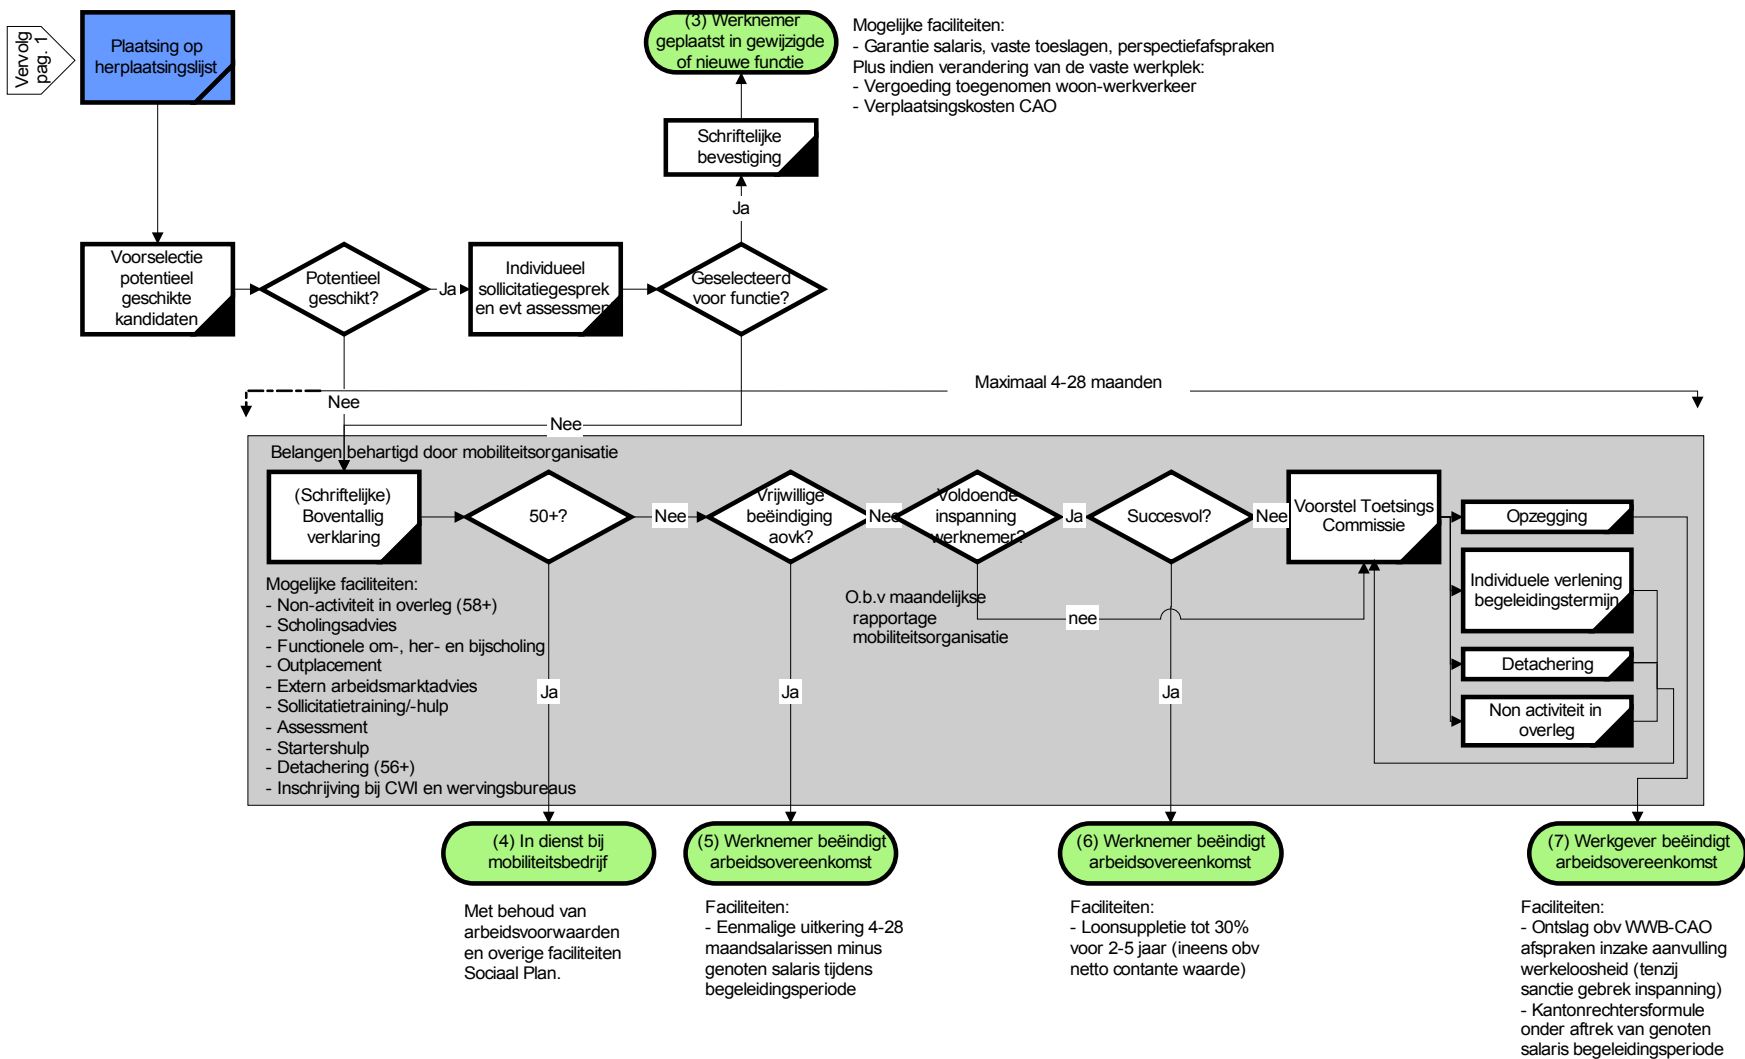 Vervolg
pag. 1
Plaatsing op
herplaatsingslijst
(3) Werknemer
geplaatst in gewijzigde
of nieuwe functie
Mogelijke faciliteiten:
- Garantie salaris, vaste toeslagen, perspectiefafspraken
Plus indien verandering van de vaste werkplek:
- Vergoeding toegenomen woon-werkverkeer
- Verplaatsingskosten CAO
Schriftelijke
bevestiging
Ja
Voorselectie
potentieel
geschikte
kandidaten
Potentieel
geschikt?
Ja
Individueel
sollicitatiegesprek
en evt assessment
Geselecteerd
voor functie?
Maximaal 4-28 maanden
Nee
Nee
Belangen behartigd door mobiliteitsorganisatie
(Schriftelijke)
Boventallig
verklaring
50+?
Nee
Vrijwillige
beëindiging
aovk?
Nee
Voldoende
inspanning
werknemer?
Ja
Succesvol?
Nee
Voorstel Toetsings
Commissie
Opzegging
Individuele verlening
begeleidingstermijn
Detachering
Non activiteit in
overleg
Mogelijke faciliteiten:
- Non-activiteit in overleg (58+)
- Scholingsadvies
- Functionele om-, her- en bijscholing
- Outplacement
- Extern arbeidsmarktadvies
- Sollicitatietraining/-hulp
- Assessment
- Startershulp
- Detachering (56+)
- Inschrijving bij CWI en wervingsbureaus
O.b.v maandelijkse
rapportage
mobiliteitsorganisatie
nee
Ja
Ja
Ja
(4) In dienst bij
mobiliteitsbedrijf
(5) Werknemer beëindigt
arbeidsovereenkomst
(6) Werknemer beëindigt
arbeidsovereenkomst
(7) Werkgever beëindigt
arbeidsovereenkomst
Met behoud van
arbeidsvoorwaarden
en overige faciliteiten
Sociaal Plan.
Faciliteiten:
- Eenmalige uitkering 4-28
maandsalarissen minus
genoten salaris tijdens
begeleidingsperiode
Faciliteiten:
- Loonsuppletie tot 30%
voor 2-5 jaar (ineens obv
netto contante waarde)
Faciliteiten:
- Ontslag obv WWB-CAO
afspraken inzake aanvulling
werkeloosheid (tenzij
sanctie gebrek inspanning)
- Kantonrechtersformule
onder aftrek van genoten
salaris begeleidingsperiode